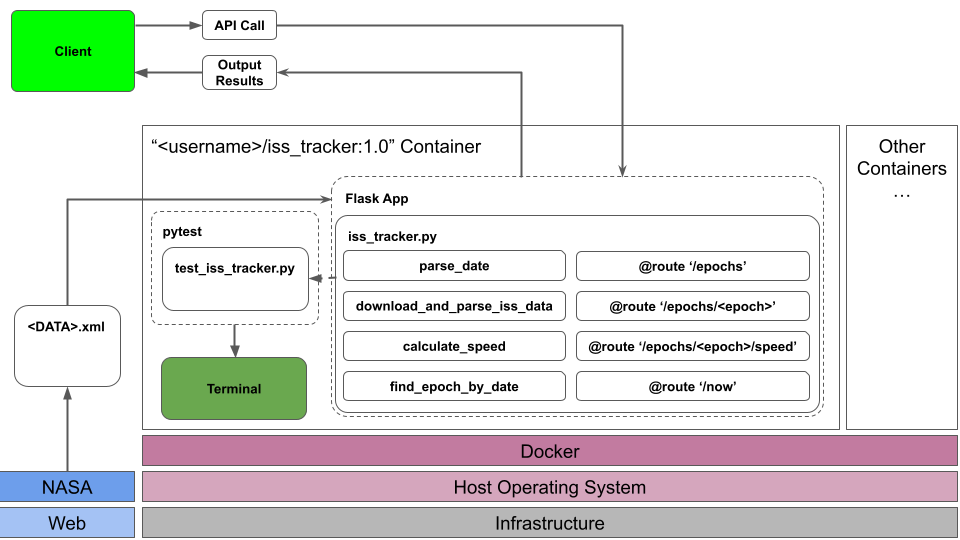 Client
API Call
Output
Results
“<username>/iss_tracker:1.0” Container
Other
Containers
…
Flask App
pytest
test_iss_tracker.py
iss_tracker.py
parse_date
@route ‘/epochs’
download_and_parse_iss_data
@route ‘/epochs/<epoch>’
calculate_speed
@route ‘/epochs/<epoch>/speed’
find_epoch_by_date
@route ‘/now’
<DATA>.xml
Terminal
Docker
NASA
Host Operating System
Web
Infrastructure